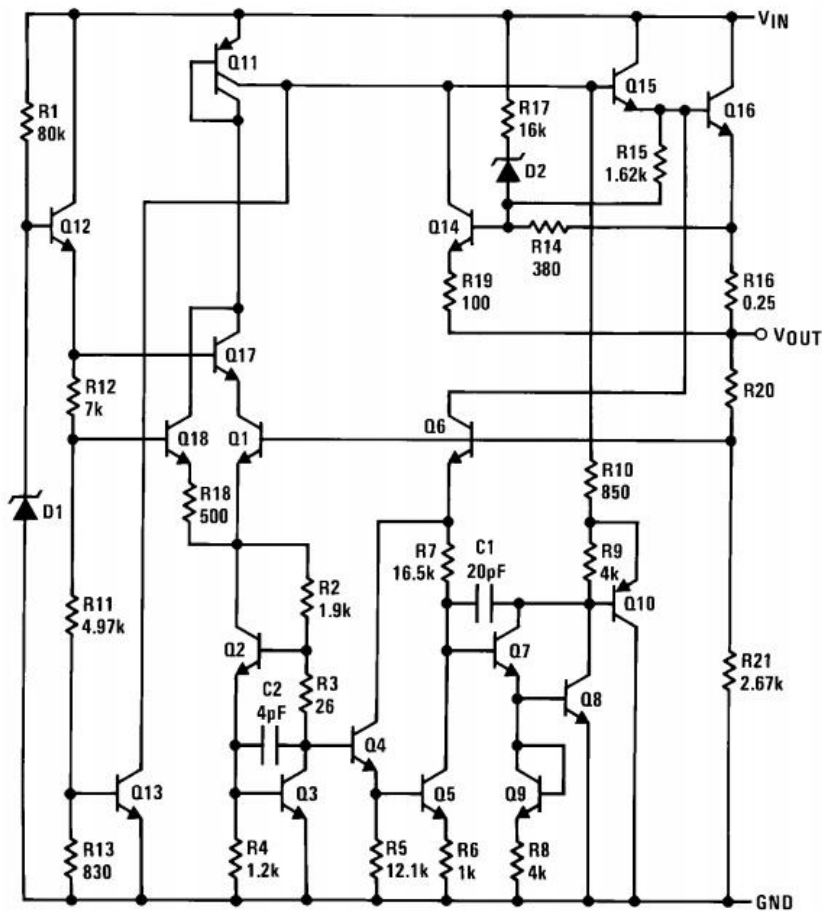 VIN
Q11
Q15
Q16
R1
80k
R17
16k
R15
1.62k
D2
Q12
Q14
R14
380
R19
100
R16
0.25
VOUT
Q17
R12
7k
Q18
Q1
Q6
R20
R18
500
R10
850
D1
R7
16.5k
C1
20pF
R9
4k
Q10
R2
1.9k
R11
4.97k
Q2
Q7
R3
26
Q8
R21
2.67k
C2
4pF
Q4
Q13
Q3
Q5
Q9
R13
830
R4
1.2k
R5
12.1k
R6
1k
R8
4k
GND